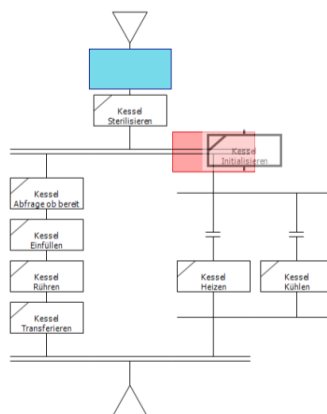 Kessel
Sterilisieren
Kessel
Initialisieren
Kessel
Abfrage ob bereit
Kessel
Einfüllen
Kessel
Rühren
Kessel
Heizen
Kessel
Kühlen
Kessel
Transferieren